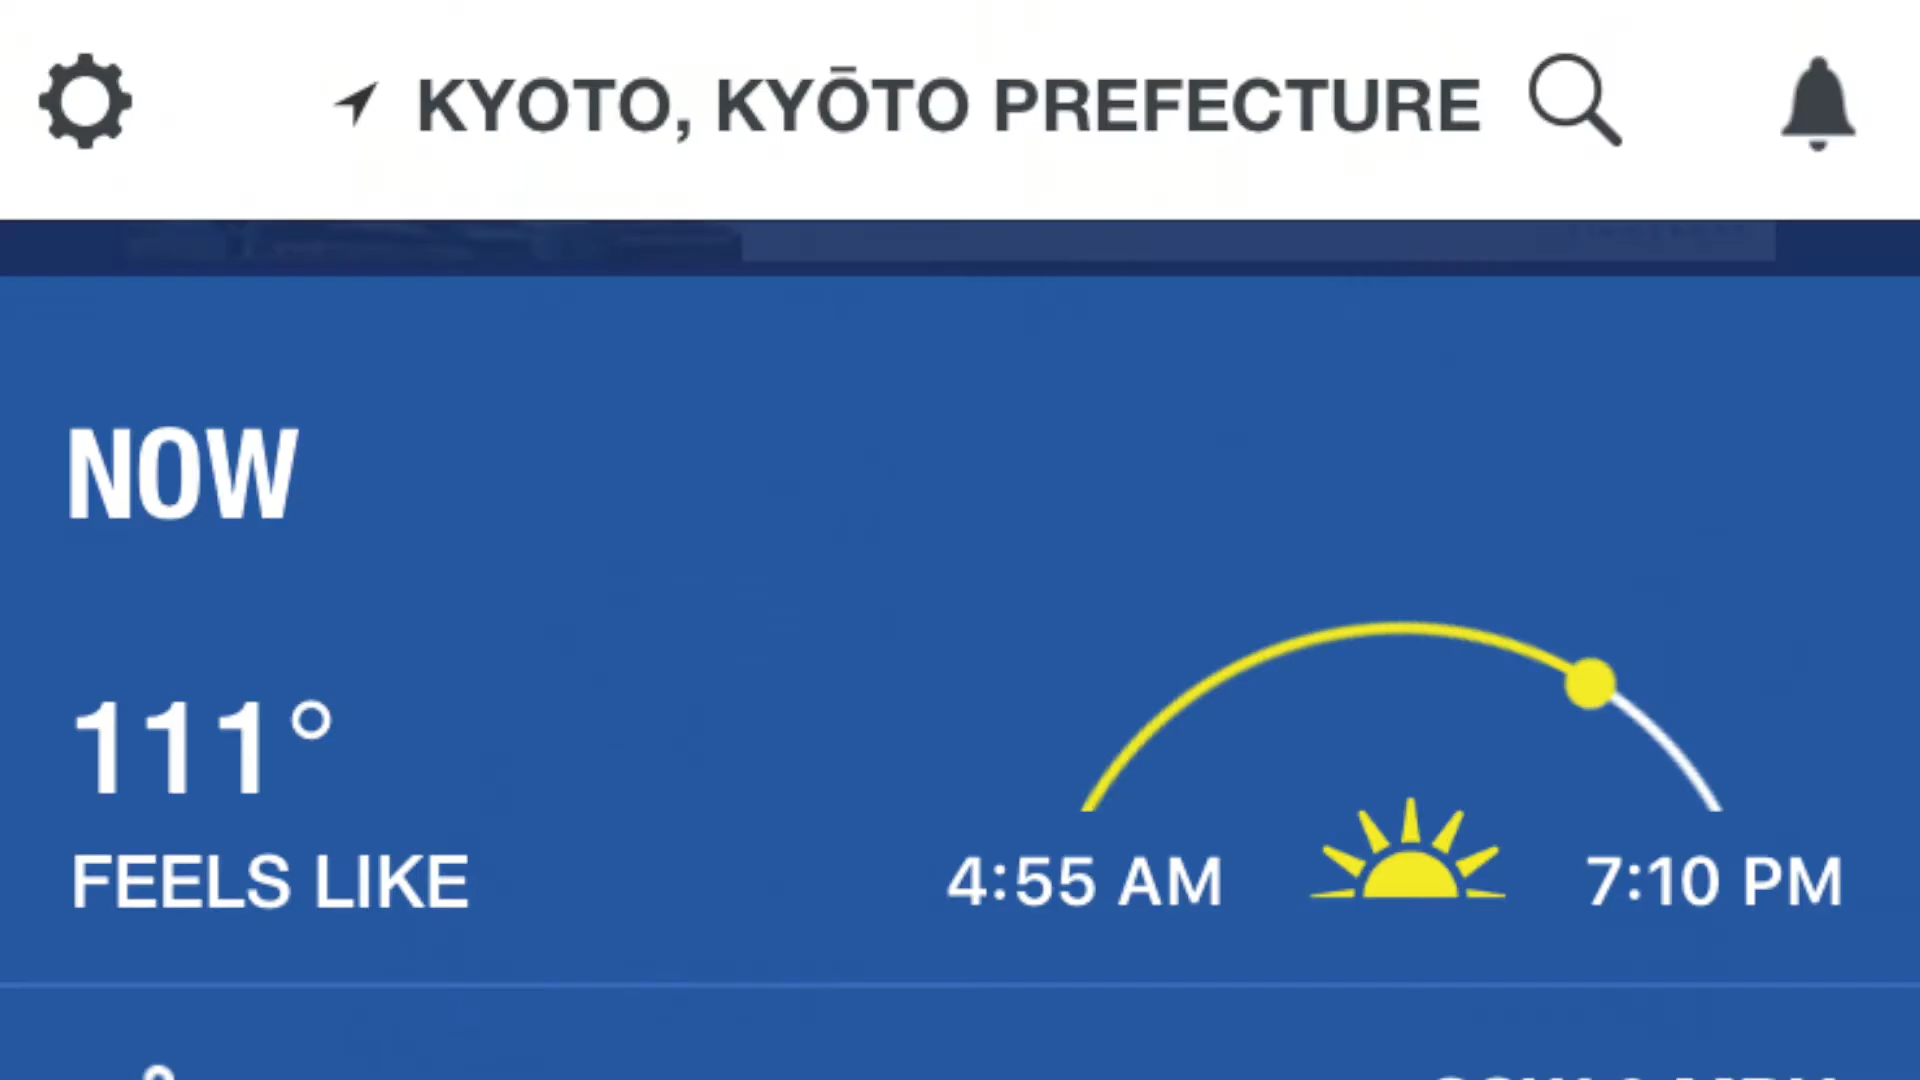 KYOTO, KYŌTO PREFECTURE
NOW
111°
FEELS LIKE
4:55 AM
7:10 PM